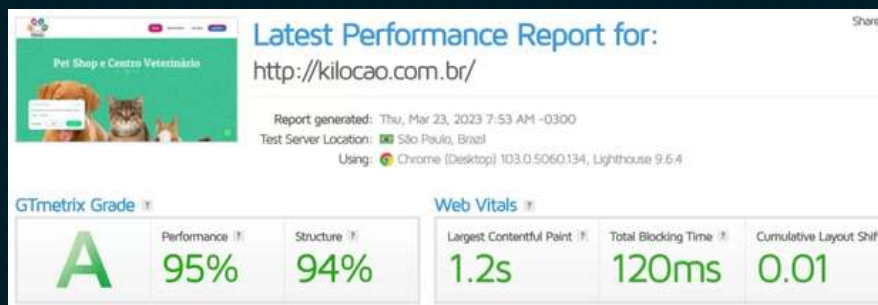 Latest Performance Report for:
Share
http://kilocao.com.br/
Pet Shop e Centro Veterinário
Report generated: Thu, Mar 23, 2023 7:53 AM -0300
Test Server Location: São Paulo, Brazil
Using: Chrome (Desktop) 103.0.5060.134, Lighthouse 9.6.4
GTmetrix Grade ?
Web Vitals ?
A
Performance ?
95%
Structure ?
94%
Largest Contentful Paint ?
1.2s
Total Blocking Time ?
120ms
Cumulative Layout Shift
0.01